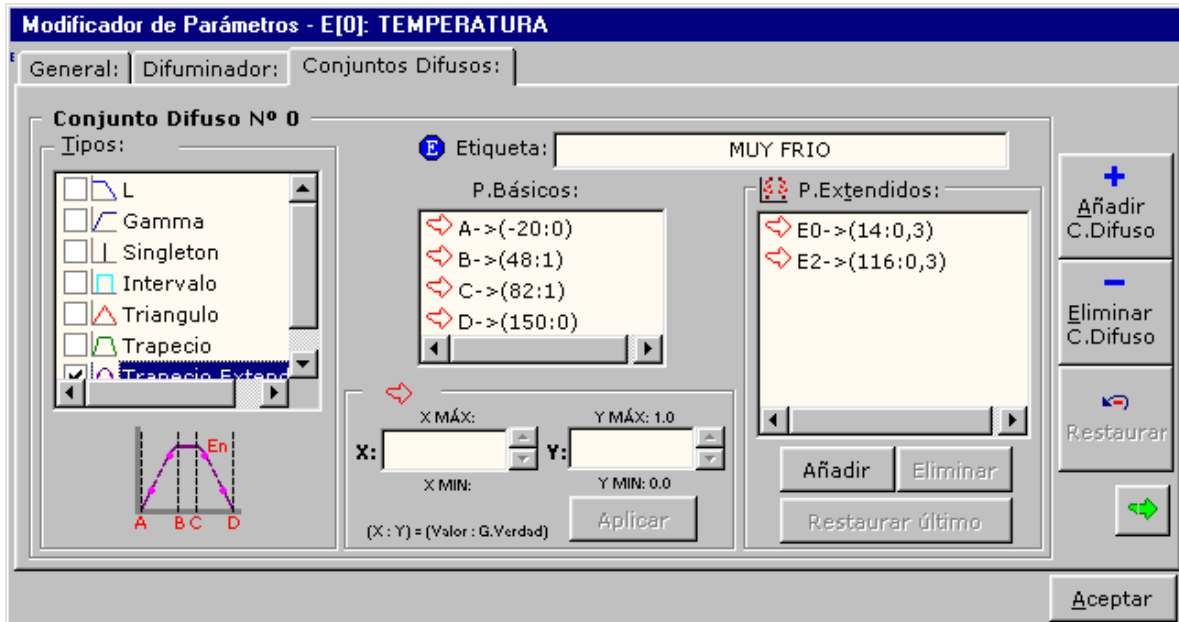 Modificador de Parámetros - E[0]: TEMPERATURA
General:
Difuminador:
Conjuntos Difusos:
Conjunto Difuso Nº 0
Tipos:
L
Gamma
Singleton
Intervalo
Triangulo
Trapecio
Trapecio Extend
En
A B C D
E Etiqueta: MUY FRIO
P.Básicos:
A->(-20:0)
B->(48:1)
C->(82:1)
D->(150:0)
X MÁX:
Y MÁX: 1.0
X:
Y:
X MIN:
Y MIN: 0.0
(X : Y) = (Valor : G.Verdad)
Aplicar
P.Extendidos:
E0->(14:0,3)
E2->(116:0,3)
Añadir
Eliminar
Restaurar último
+
Añadir
C.Difuso
−
Eliminar
C.Difuso
Restaurar
Aceptar